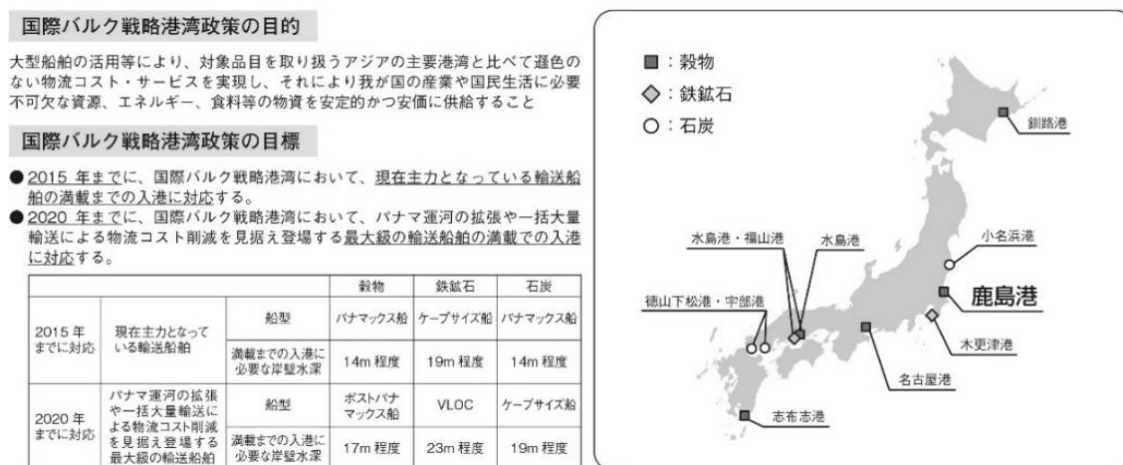 国際バルク戦略港湾政策の目的
大型船舶の活用等により、対象品目を取り扱うアジアの主要港湾と比べて遜色の
ない物流コスト・サービスを実現し、それにより我が国の産業や国民生活に必要
不可欠な資源、エネルギー、食料等の物資を安定的かつ安価に供給すること
国際バルク戦略港湾政策の目標
●2015 年までに、国際バルク戦略港湾において、現在主力となっている輸送船
舶の満載までの入港に対応する。
●2020 年までに、国際バルク戦略港湾において、パナマ運河の拡張や一括大量
輸送による物流コスト削減を見据え登場する最大級の輸送船舶の満載での入港
に対応する。
穀物 鉄鉱石 石炭
2015 年
までに対応
現在主力となって
いる輸送船舶
船型 パナマックス船 ケープサイズ船 パナマックス船
満載までの入港に
必要な岸壁水深
14m 程度 19m 程度 14m 程度
2020 年
までに対応
パナマ運河の拡張
や一括大量輸送に
よる物流コスト削減
を見据え登場する
最大級の輸送船舶
船型
ポストパナ
マックス船
VLOC ケープサイズ船
満載までの入港に
必要な岸壁水深
17m 程度 23m 程度 19m 程度
:穀物
:鉄鉱石
:石炭
釧路港
水島港・福山港
水島港
小名浜港
徳山下松港・宇部港
鹿島港
木更津港
名古屋港
志布志港